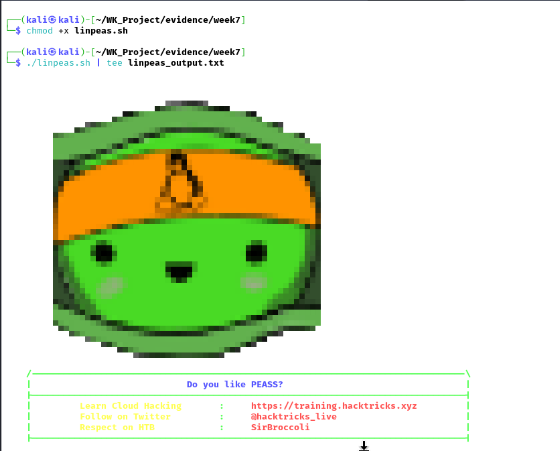 ┌──(kali㉿kali)-[~/WK_Project/evidence/week7]
└─$ chmod +x linpeas.sh
┌──(kali㉿kali)-[~/WK_Project/evidence/week7]
└─$ ./linpeas.sh | tee linpeas_output.txt
Do you like PEASS?
Learn Cloud Hacking : https://training.hacktricks.xyz
Follow on Twitter : @hacktricks_live
Respect on HTB : SirBroccoli